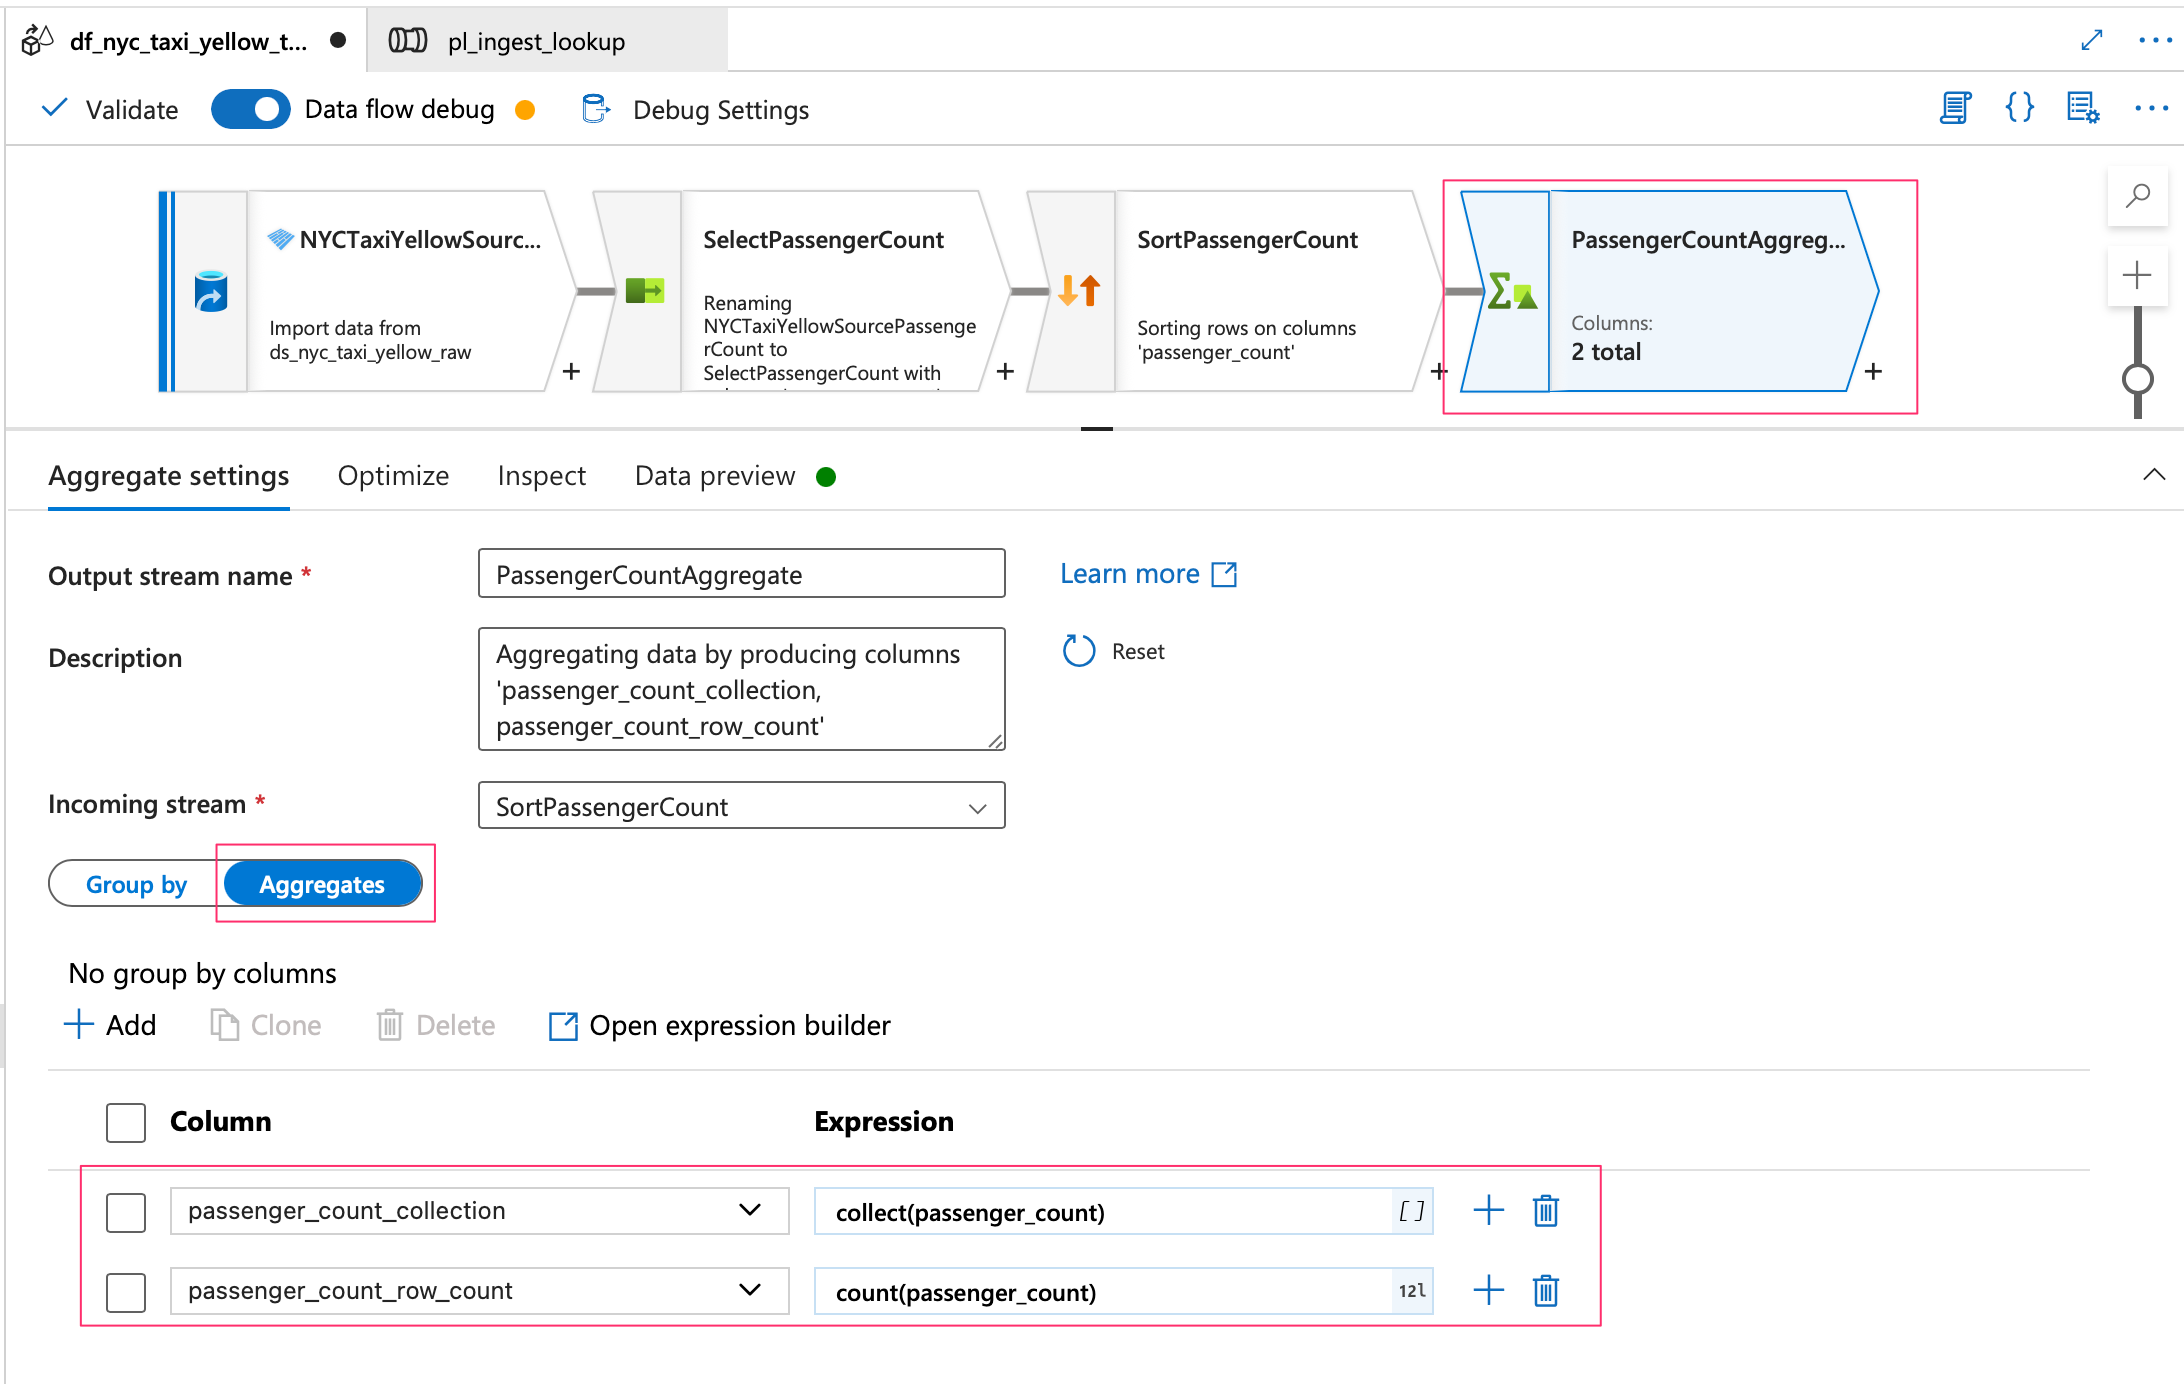 df_nyc_taxi_yellow_t...
pl_ingest_lookup
Validate
Data flow debug
Debug Settings
NYCTaxiYellowSourc...
Import data from
ds_nyc_taxi_yellow_raw
+
SelectPassengerCount
Renaming
NYCTaxiYellowSourcePassenge
rCount to
SelectPassengerCount with
+
SortPassengerCount
Sorting rows on columns
'passenger_count'
+
PassengerCountAggreg...
Columns:
2 total
+
Aggregate settings
Optimize
Inspect
Data preview
Output stream name *
PassengerCountAggregate
Learn more
Description
Aggregating data by producing columns
'passenger_count_collection,
passenger_count_row_count'
Reset
Incoming stream *
SortPassengerCount
Group by
Aggregates
No group by columns
Add
Clone
Delete
Open expression builder
Column
Expression
passenger_count_collection
collect(passenger_count)
[ ]
passenger_count_row_count
count(passenger_count)
12l